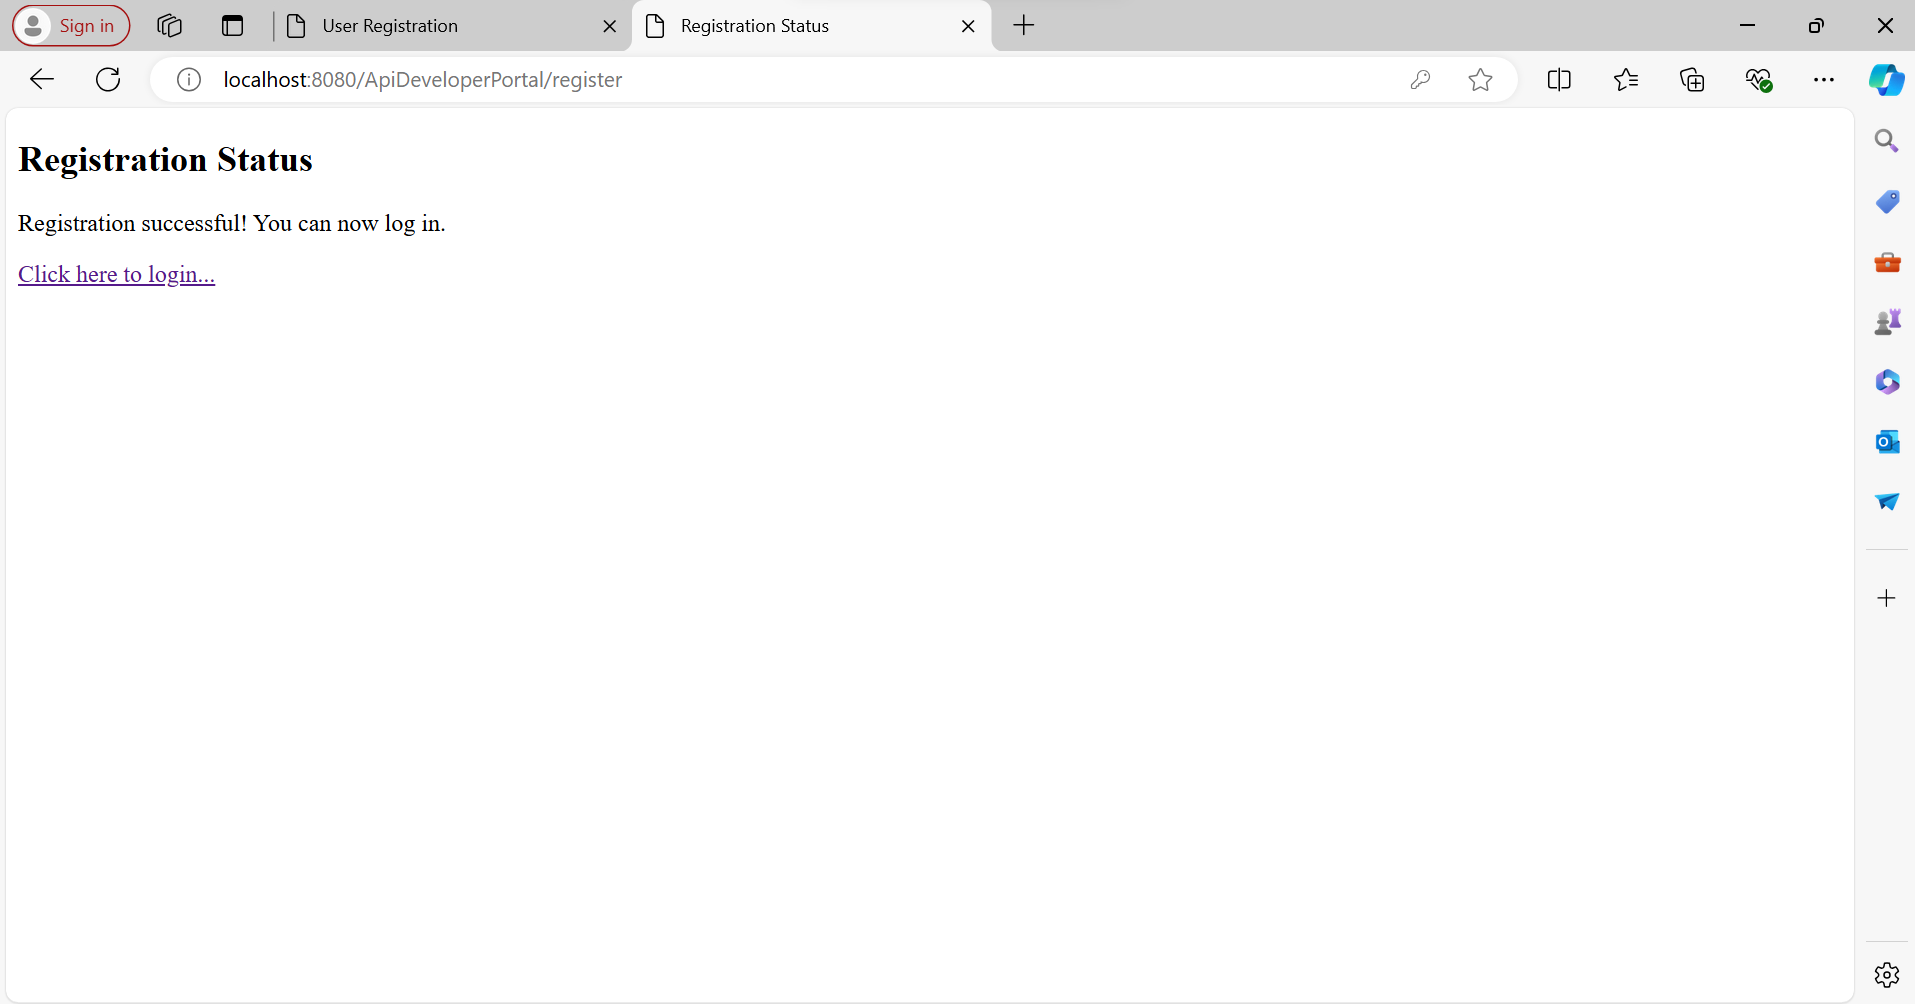 Sign in
User Registration
Registration Status
localhost:8080/ApiDeveloperPortal/register
Registration Status
Registration successful! You can now log in.
Click here to login...